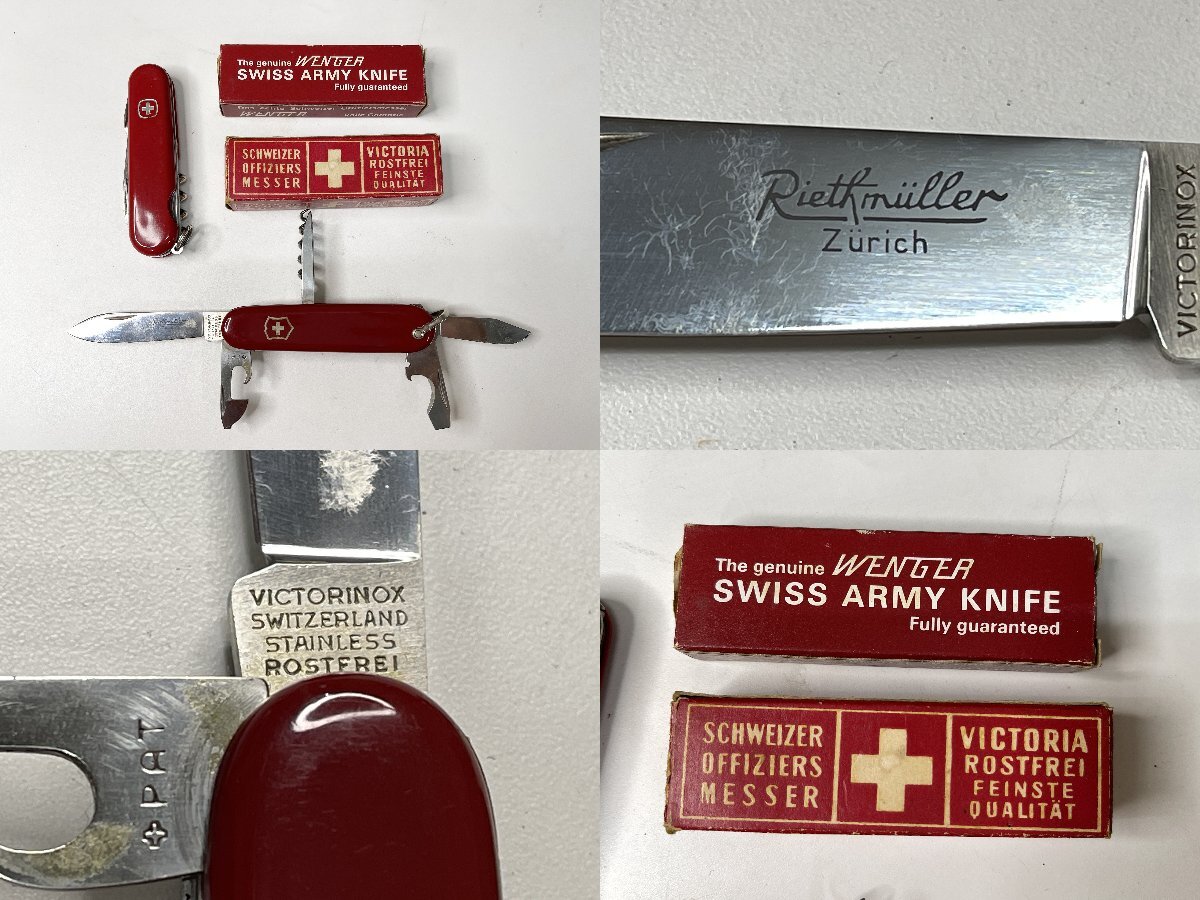 The genuine WENGER
SWISS ARMY KNIFE
Fully guaranteed
WENGER
SCHWEIZER
OFFIZIERS
MESSER
VICTORIA
ROSTFREI
FEINSTE
QUALITÄT
Riethmüller
Zürich
VICTORINOX
VICTORINOX
SWITZERLAND
STAINLESS
ROSTFREI
PAT
The genuine WENGER
SWISS ARMY KNIFE
Fully guaranteed
SCHWEIZER
OFFIZIERS
MESSER
VICTORIA
ROSTFREI
FEINSTE
QUALITÄT